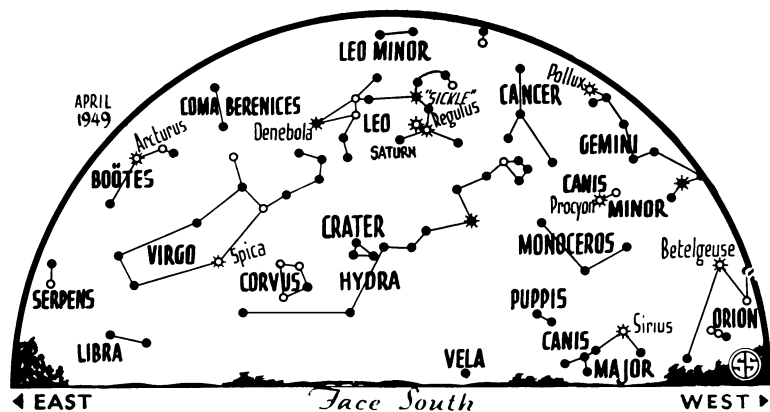 LEO MINOR
APRIL
1949
COMA BERENICES
"SICKLE"
CANCER
Pollux
Arcturus
Denebola
LEO
Regulus
GEMINI
SATURN
BOÖTES
CANIS
MINOR
Procyon
VIRGO
Spica
CRATER
MONOCEROS
Betelgeuse
CORVUS
HYDRA
SERPENS
PUPPIS
ORION
Sirius
LIBRA
CANIS
MAJOR
VELA
SS
EAST
Face South
WEST